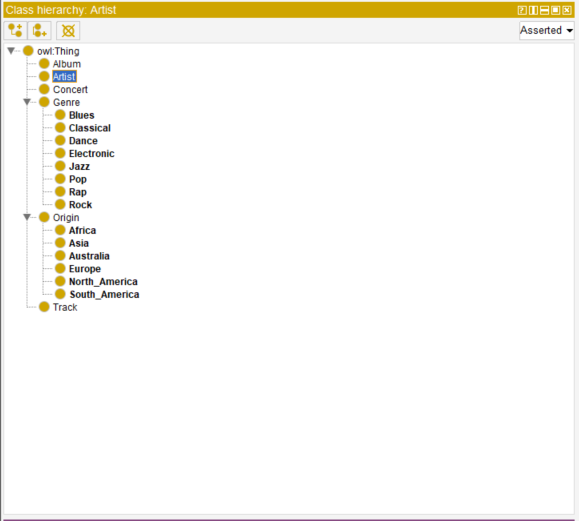 Class hierarchy: Artist
Asserted
owl:Thing
Album
Artist
Concert
Genre
Blues
Classical
Dance
Electronic
Jazz
Pop
Rap
Rock
Origin
Africa
Asia
Australia
Europe
North_America
South_America
Track